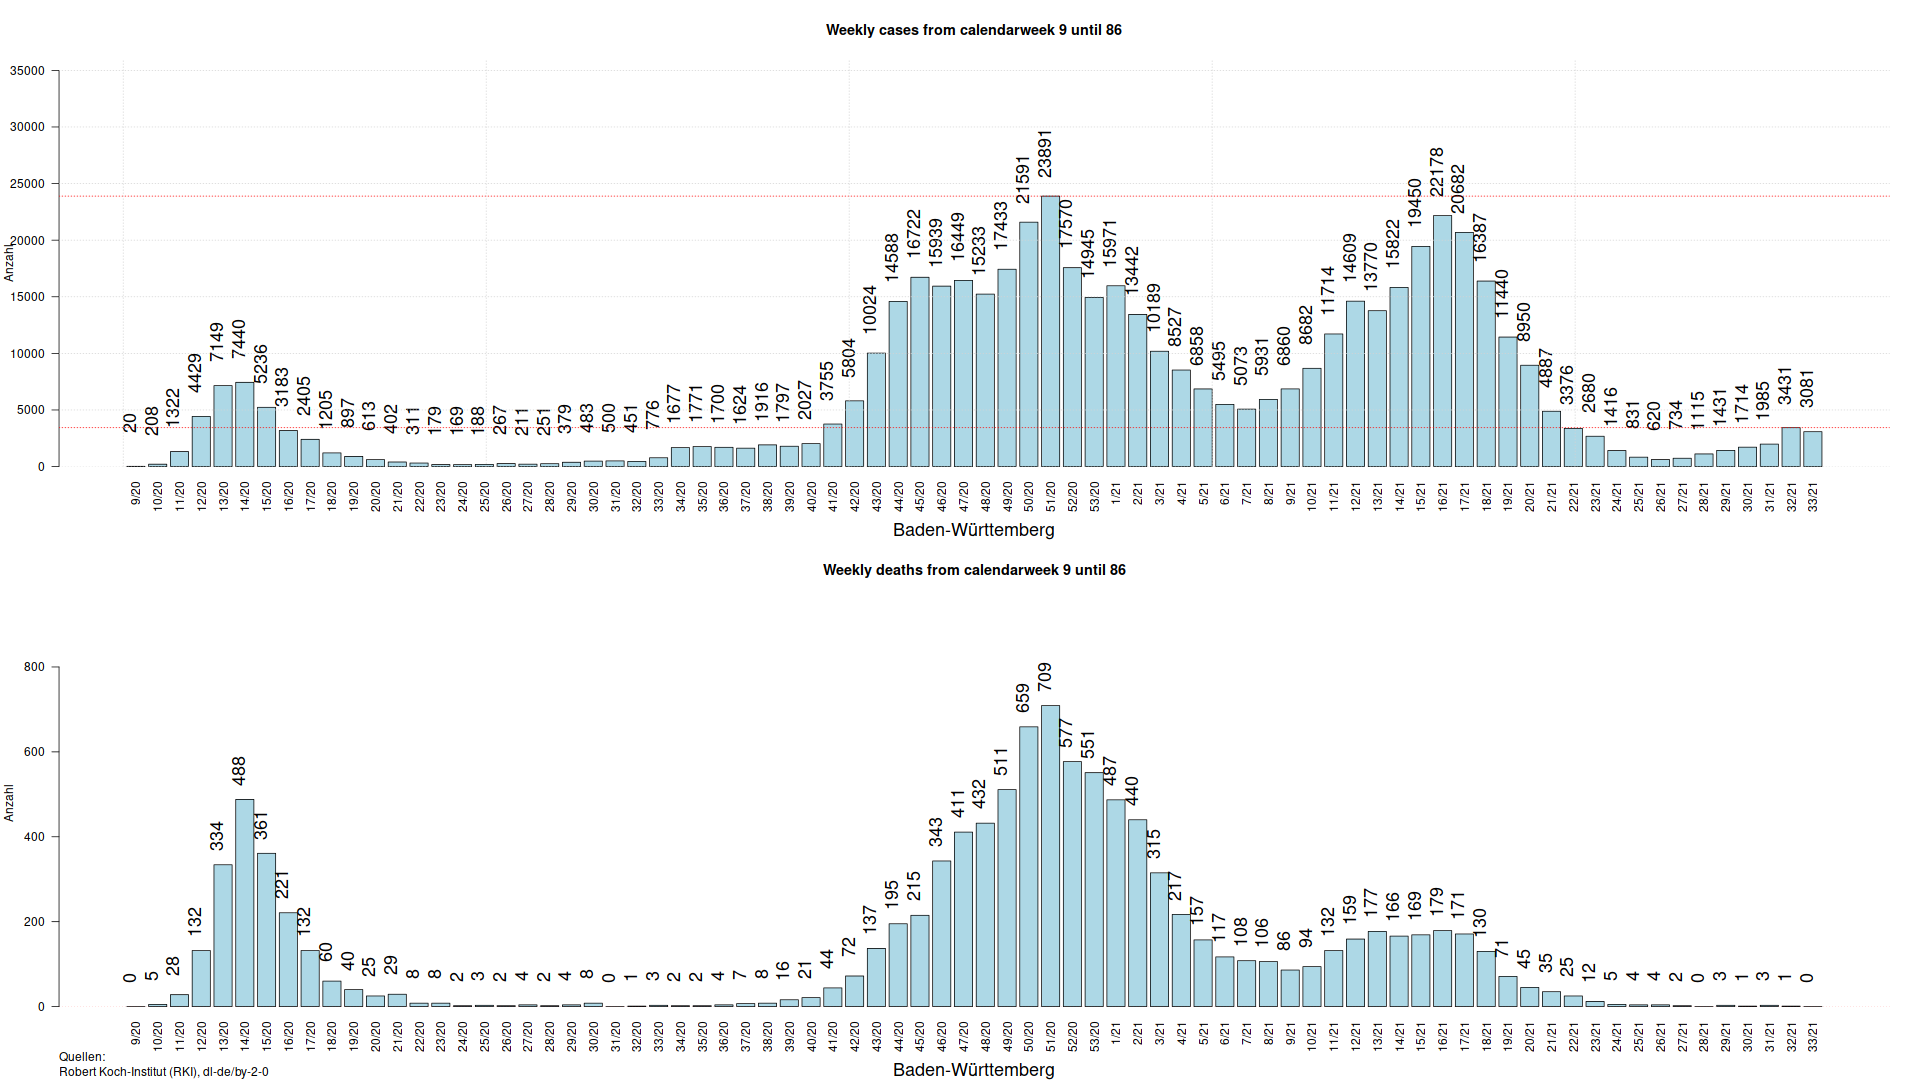 Weekly cases from calendarweek 9 until 86
Anzahl
35000
30000
25000
20000
15000
10000
5000
0
20 208 1322 4429 7149 7440 5236 3183 2405 1205 897 613 402 311 179 169 188 267 211 251 379 483 500 451 776 1677 1771 1700 1624 1916 1797 2027 3755 5804 10024 14588 16722 15939 16449 15233 17433 21591 23891 17570 14945 15971 13442 10189 8527 6858 5495 5073 5931 6860 8682 11714 14609 13770 15822 19450 22178 20682 16387 11440 8950 4887 3376 2680 1416 831 620 734 1115 1431 1714 1985 3431 3081
9/20 10/20 11/20 12/20 13/20 14/20 15/20 16/20 17/20 18/20 19/20 20/20 21/20 22/20 23/20 24/20 25/20 26/20 27/20 28/20 29/20 30/20 31/20 32/20 33/20 34/20 35/20 36/20 37/20 38/20 39/20 40/20 41/20 42/20 43/20 44/20 45/20 46/20 47/20 48/20 49/20 50/20 51/20 52/20 53/20 1/21 2/21 3/21 4/21 5/21 6/21 7/21 8/21 9/21 10/21 11/21 12/21 13/21 14/21 15/21 16/21 17/21 18/21 19/21 20/21 21/21 22/21 23/21 24/21 25/21 26/21 27/21 28/21 29/21 30/21 31/21 32/21 33/21
Baden-Württemberg
Weekly deaths from calendarweek 9 until 86
Anzahl
800
600
400
200
0
0 5 28 132 334 488 361 221 132 60 40 25 29 8 8 2 3 2 4 2 4 8 0 1 3 2 2 4 7 8 16 21 44 72 137 195 215 343 411 432 511 659 709 577 551 487 440 315 217 157 117 108 106 86 94 132 159 177 166 169 179 171 130 71 45 35 25 12 5 4 4 2 0 3 1 3 1 0
9/20 10/20 11/20 12/20 13/20 14/20 15/20 16/20 17/20 18/20 19/20 20/20 21/20 22/20 23/20 24/20 25/20 26/20 27/20 28/20 29/20 30/20 31/20 32/20 33/20 34/20 35/20 36/20 37/20 38/20 39/20 40/20 41/20 42/20 43/20 44/20 45/20 46/20 47/20 48/20 49/20 50/20 51/20 52/20 53/20 1/21 2/21 3/21 4/21 5/21 6/21 7/21 8/21 9/21 10/21 11/21 12/21 13/21 14/21 15/21 16/21 17/21 18/21 19/21 20/21 21/21 22/21 23/21 24/21 25/21 26/21 27/21 28/21 29/21 30/21 31/21 32/21 33/21
Baden-Württemberg
Quellen:
Robert Koch-Institut (RKI), dl-de/by-2-0